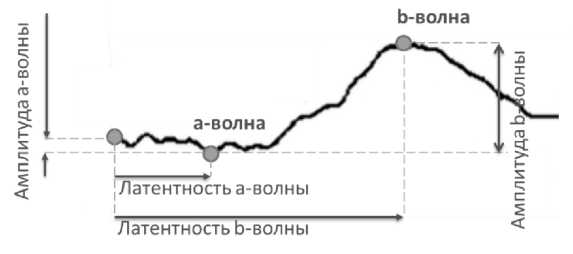 b-волна
Амплитуда a-волны
a-волна
Амплитуда b-волны
Латентность a-волны
Латентность b-волны